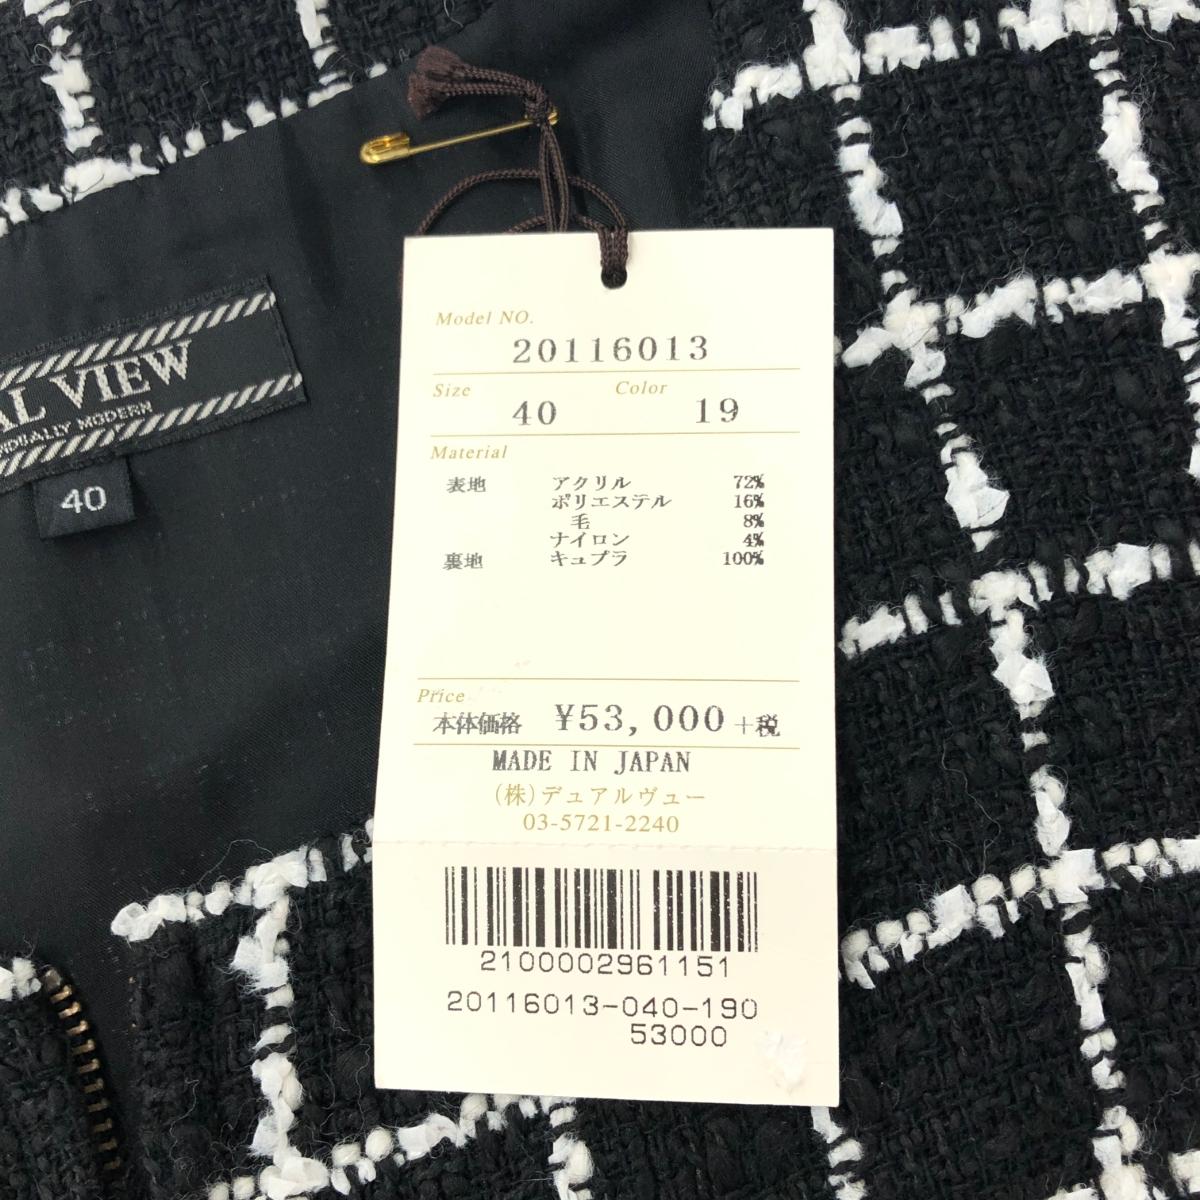 AL VIEW
IDUALLY MODERN
40
Model NO.
20116013
Size Color
40 19
Material
表地 アクリル 72%
ポリエステル 16%
毛 8%
ナイロン 4%
裏地 キュプラ 100%
Price
本体価格 ¥53,000+税
MADE IN JAPAN
(株)デュアルヴュー
03-5721-2240
2100002961151
20116013-040-190
53000